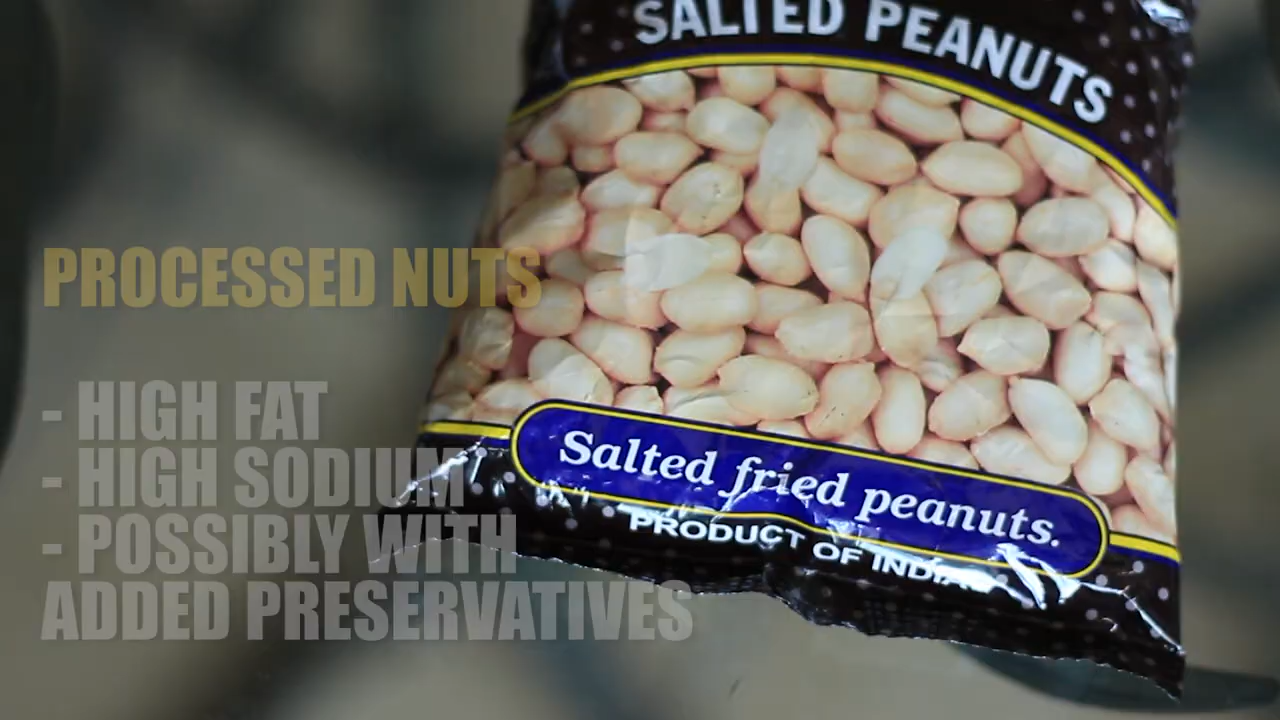 SALTED PEANUTS
PROCESSED NUTS
- HIGH FAT
- HIGH SODIUM
- POSSIBLY WITH
ADDED PRESERVATIVES
Salted fried peanuts.
PRODUCT OF INDIA